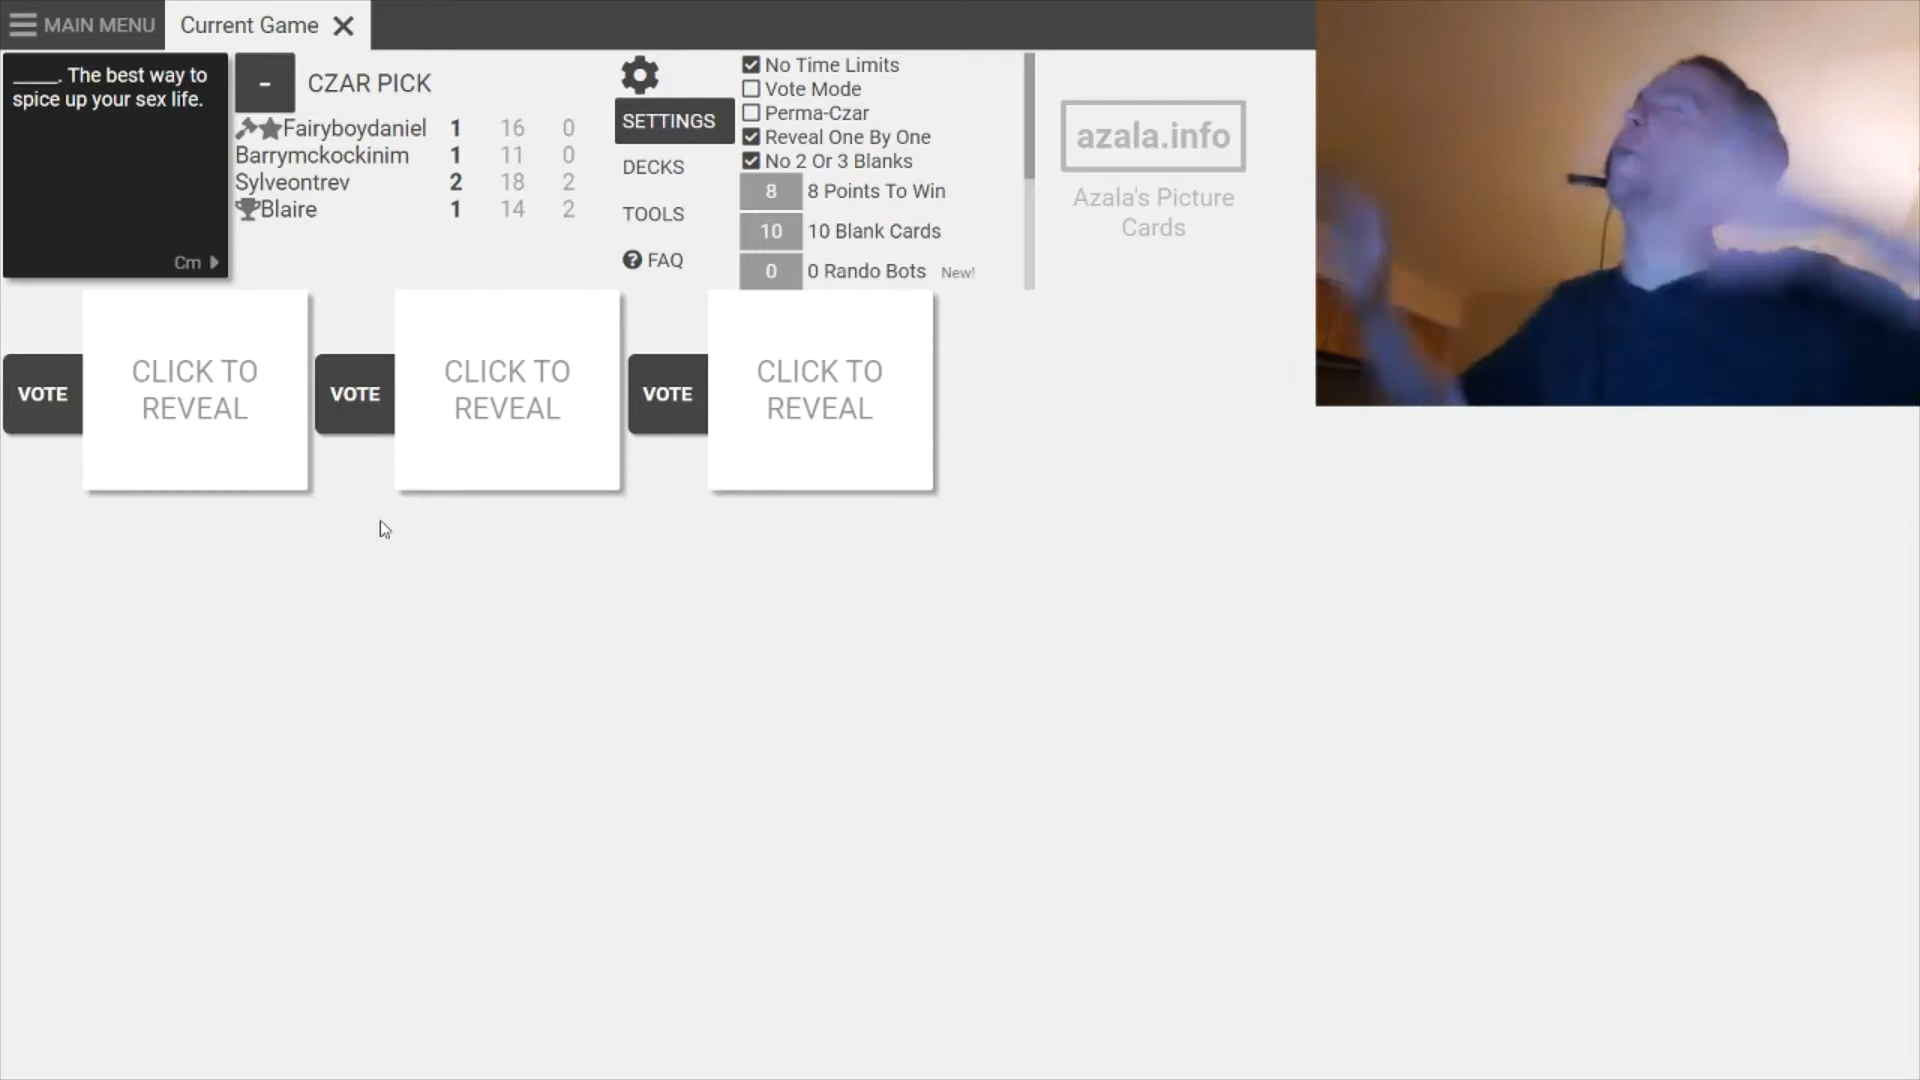 MAIN MENU
Current Game
_____. The best way to
spice up your sex life.
Cm
-
CZAR PICK
Fairyboydaniel 1 16 0
Barrymckockinim 1 11 0
Sylveontrev 2 18 2
Blaire 1 14 2
SETTINGS
DECKS
TOOLS
FAQ
No Time Limits
Vote Mode
Perma-Czar
Reveal One By One
No 2 Or 3 Blanks
8 8 Points To Win
10 10 Blank Cards
0 0 Rando Bots New!
azala.info
Azala's Picture
Cards
VOTE
CLICK TO
REVEAL
VOTE
CLICK TO
REVEAL
VOTE
CLICK TO
REVEAL